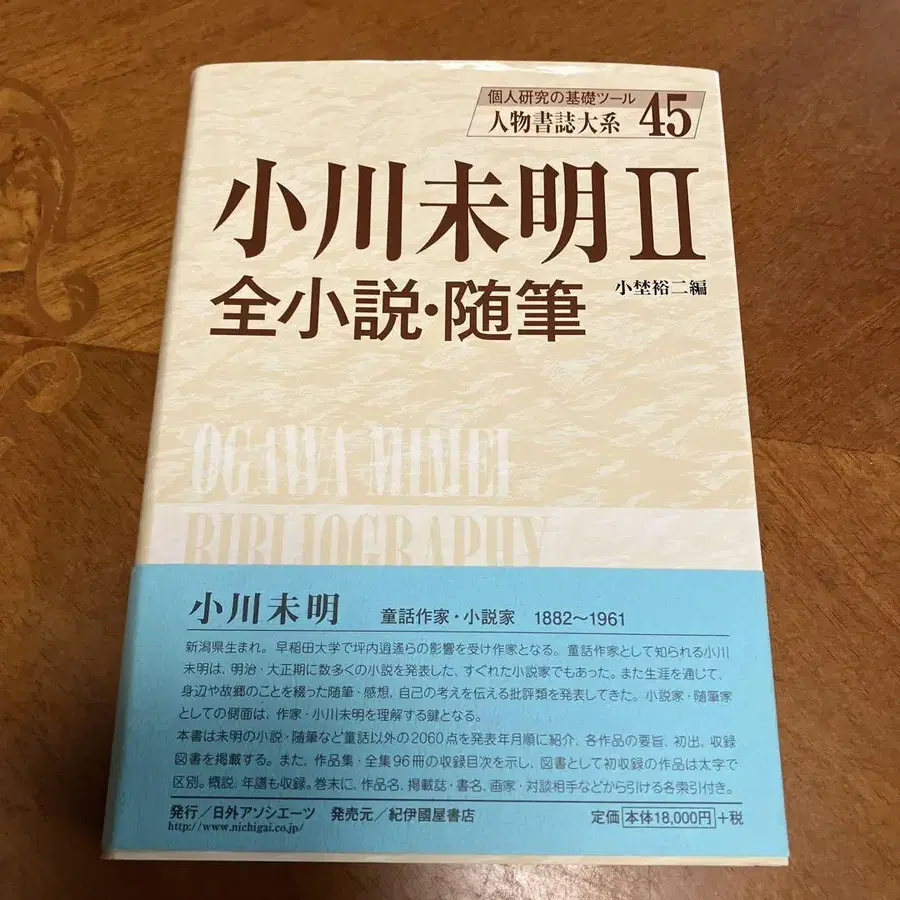 個人研究の基礎ツール
人物書誌大系 45
小川未明Ⅱ
全小説・随筆
小埜裕二編
OGAWA MIMEI
BIBLIOGRAPHY
小川未明 童話作家・小説家 1882〜1961
新潟県生まれ。早稲田大学で坪内逍遙らの影響を受け作家となる。童話作家として知られる小川
未明は、明治・大正期に数多くの小説を発表した、すぐれた小説家でもあった。また生涯を通じて、
身辺や故郷のことを綴った随筆・感想、自己の考えを伝える批評類を発表してきた。小説家・随筆家
としての側面は、作家・小川未明を理解する鍵となる。
本書は未明の小説・随筆など童話以外の2060点を発表年月順に紹介、各作品の要旨、初出、収録
図書を掲載する。また、作品集・全集96冊の収録目次を示し、図書として初収録の作品は太字で
区別。概説、年譜も収録。巻末に、作品名、掲載誌・書名、画家・対談相手などから引ける各索引付き。
発行／日外アソシエーツ 発売元／紀伊國屋書店
http://www.nichigai.co.jp/
定価 本体18,000円+税